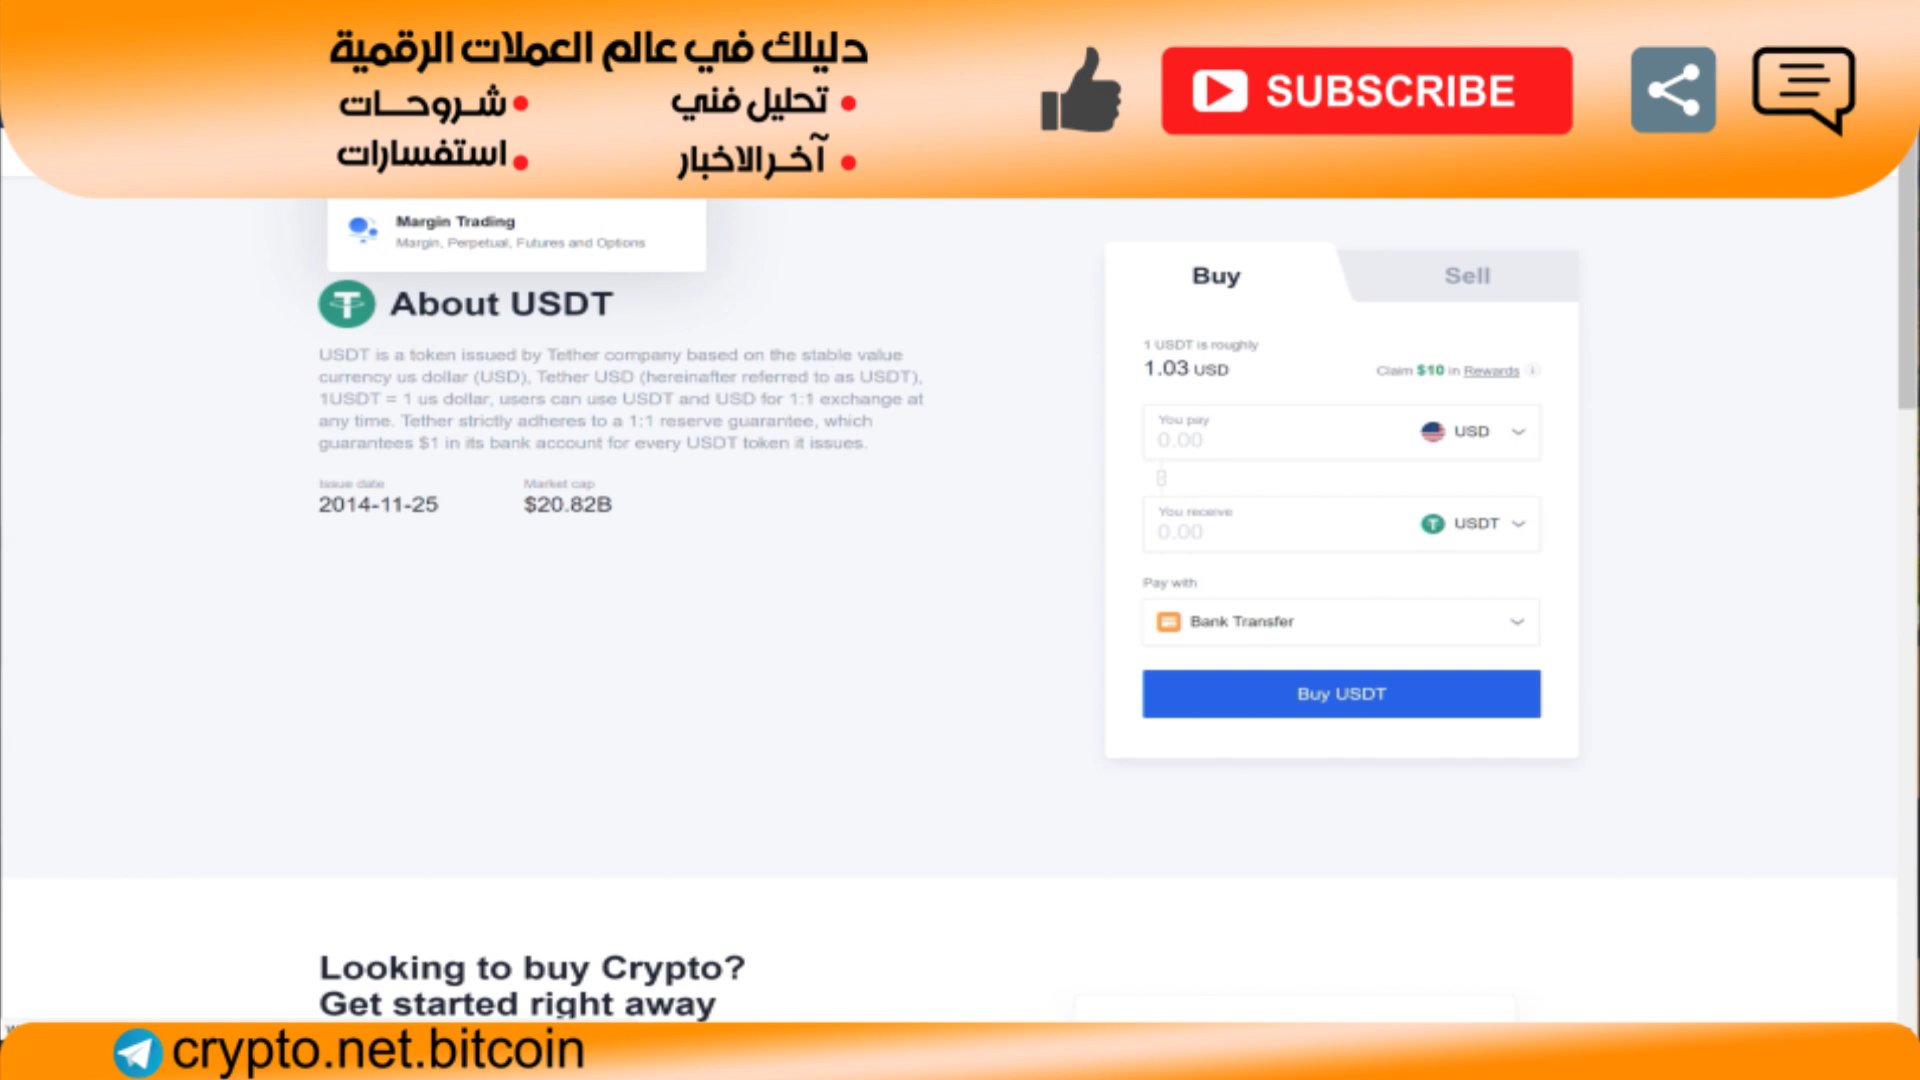 دليلك في عالم العملات الرقمية
تحليل فني
شروحات
آخر الاخبار
استفسارات
SUBSCRIBE
Margin Trading
Margin, Perpetual, Futures and Options
About USDT
USDT is a token issued by Tether company based on the stable value
currency us dollar (USD), Tether USD (hereinafter referred to as USDT),
1USDT = 1 us dollar, users can use USDT and USD for 1:1 exchange at
any time. Tether strictly adheres to a 1:1 reserve guarantee, which
guarantees $1 in its bank account for every USDT token it issues.
Issue date
2014-11-25
Market cap
$20.82B
Buy
Sell
1 USDT is roughly
1.03 USD
Claim $10 in Rewards
You pay
0.00
USD
You receive
0.00
USDT
Pay with
Bank Transfer
Buy USDT
Looking to buy Crypto?
Get started right away
crypto.net.bitcoin